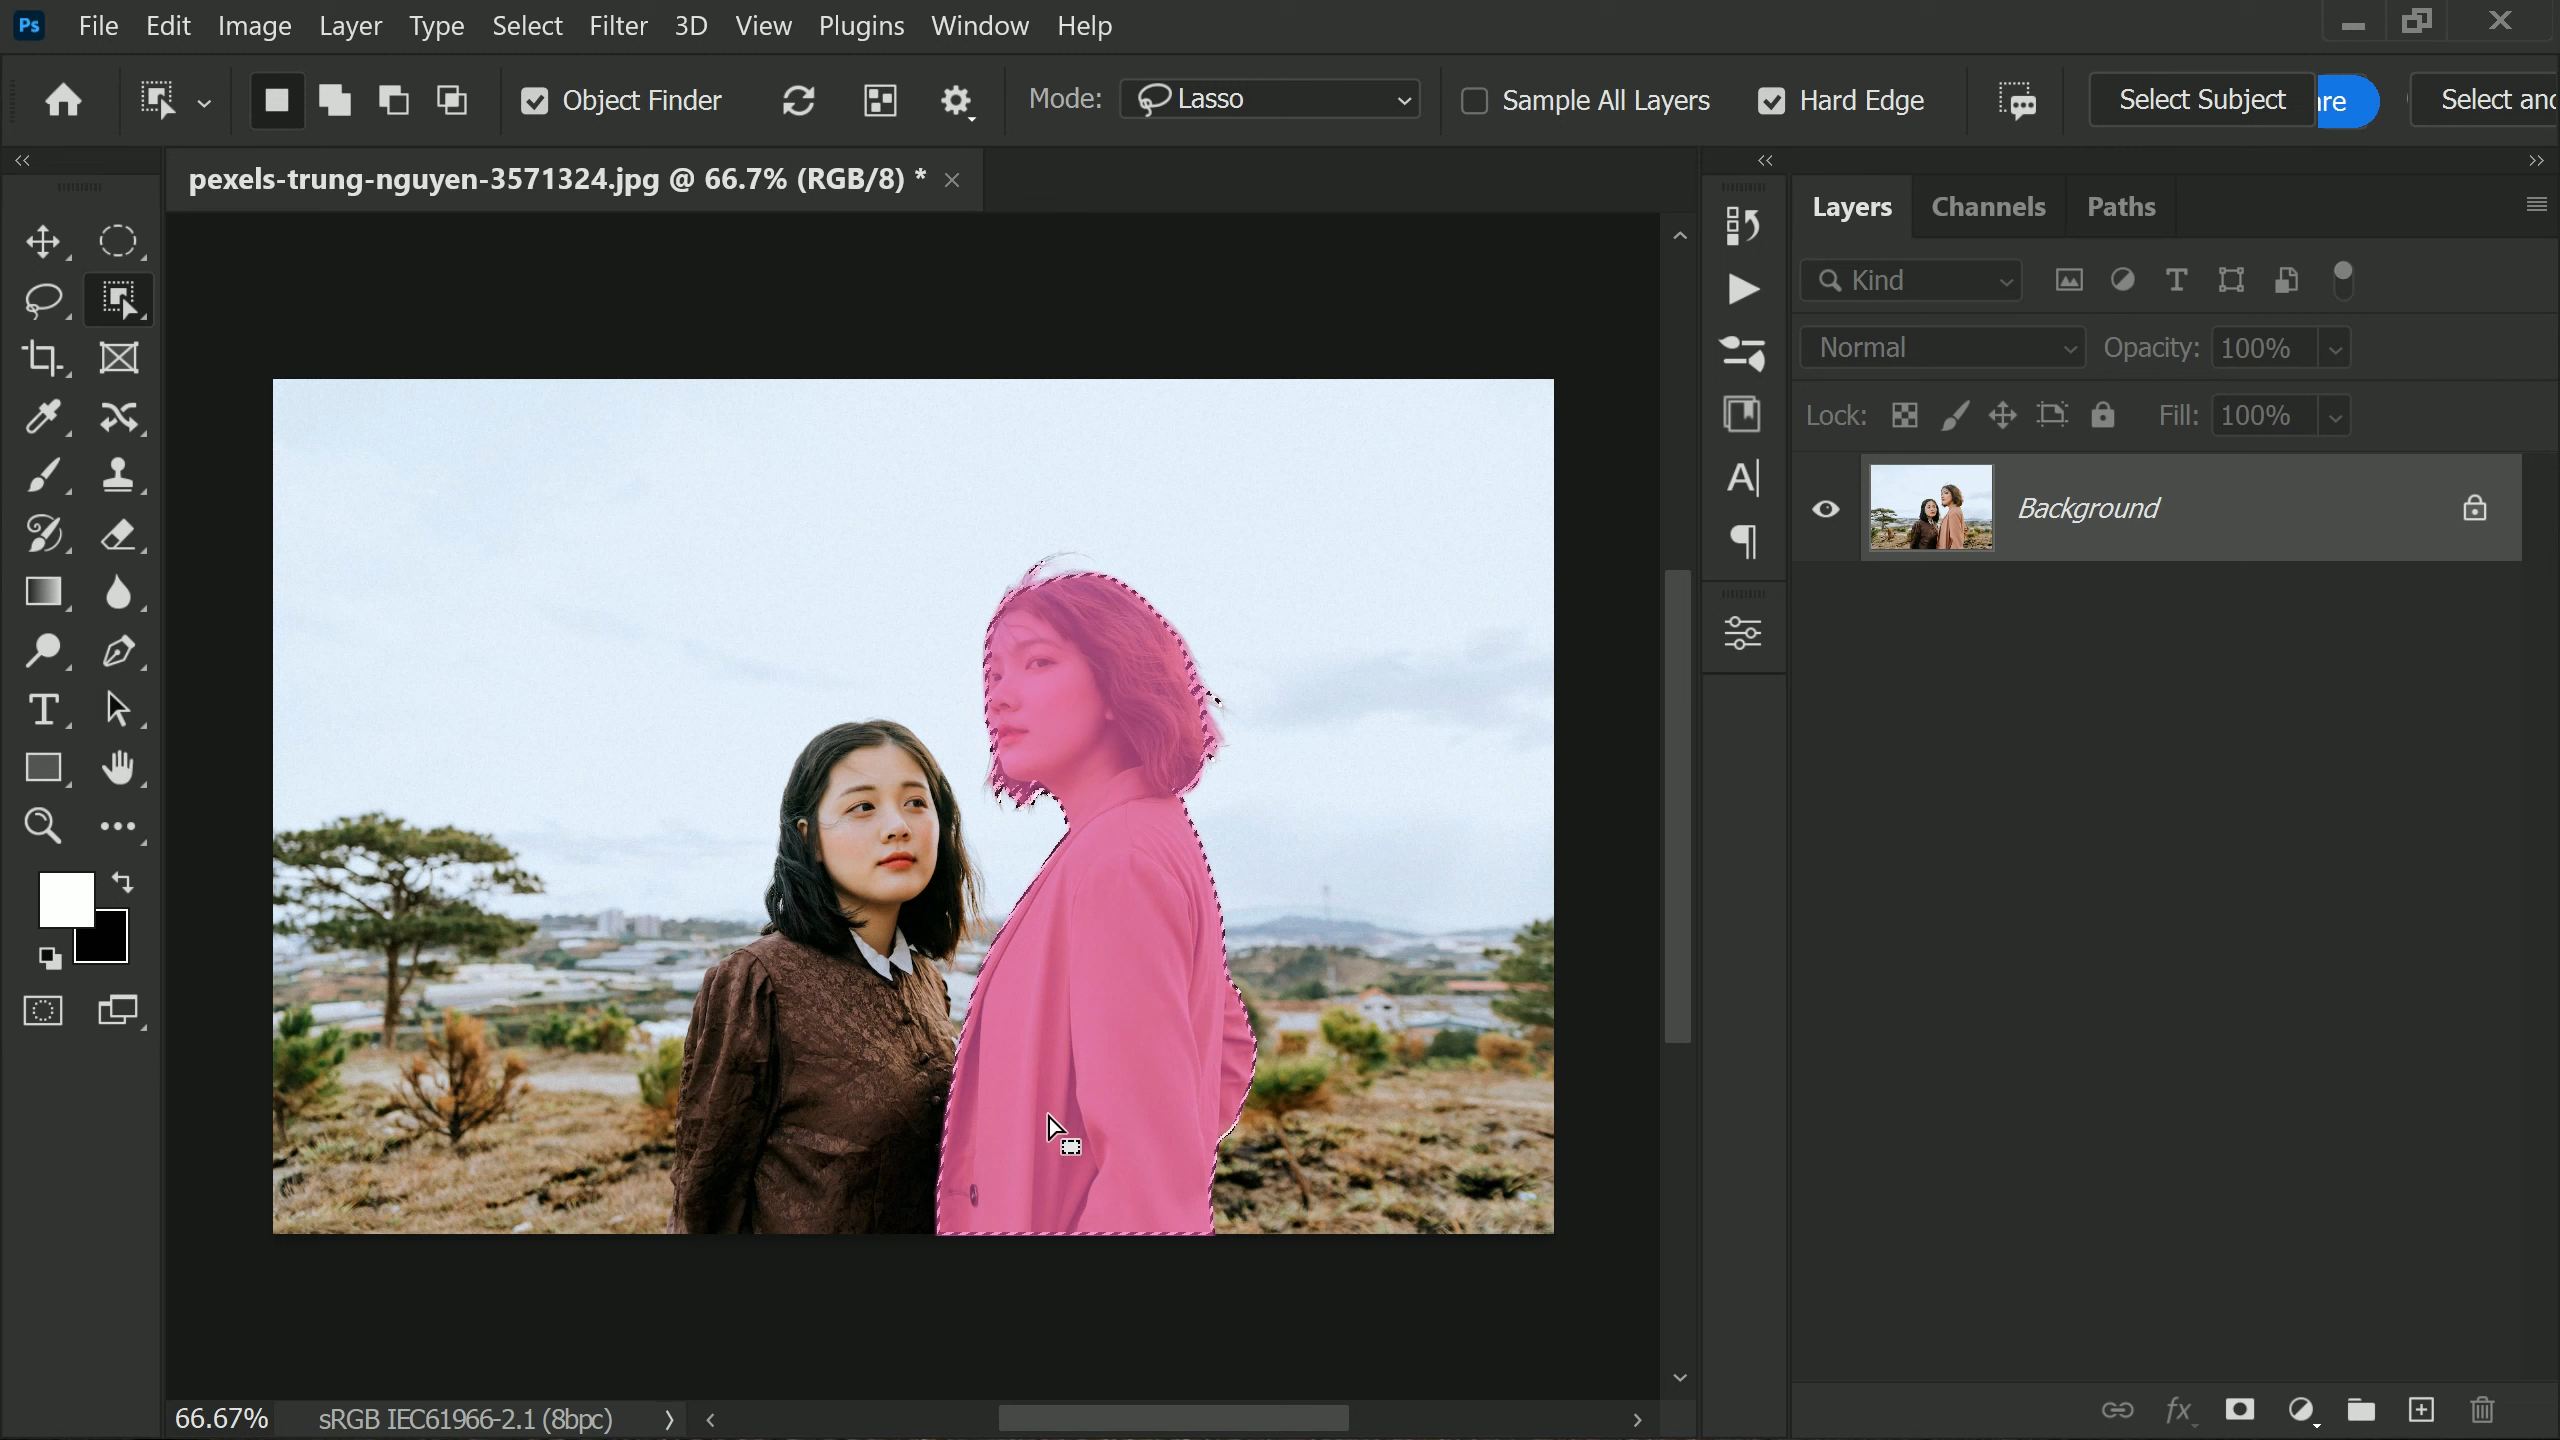 Ps File Edit Image Layer Type Select Filter 3D View Plugins Window Help
Object Finder Mode: Lasso Sample All Layers Hard Edge Select Subject re Select and
pexels-trung-nguyen-3571324.jpg @ 66.7% (RGB/8) *
Layers Channels Paths
Kind
Normal Opacity: 100%
Lock: Fill: 100%
Background
66.67% sRGB IEC61966-2.1 (8bpc)